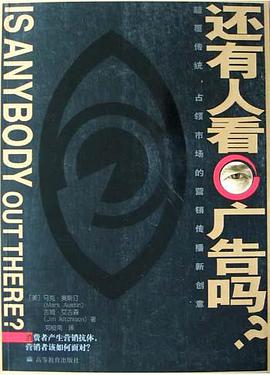 IS ANYBODY OUT THERE?
还有人看广告吗?
颠覆传统,占领市场的营销传播新创意
[美] 马克·奥斯汀
(Mark Austin)
吉姆·艾吉森
(Jim Aitchison)
著
郑梭南 译
消费者产生营销抗体,
营销者该如何面对?
高等教育出版社